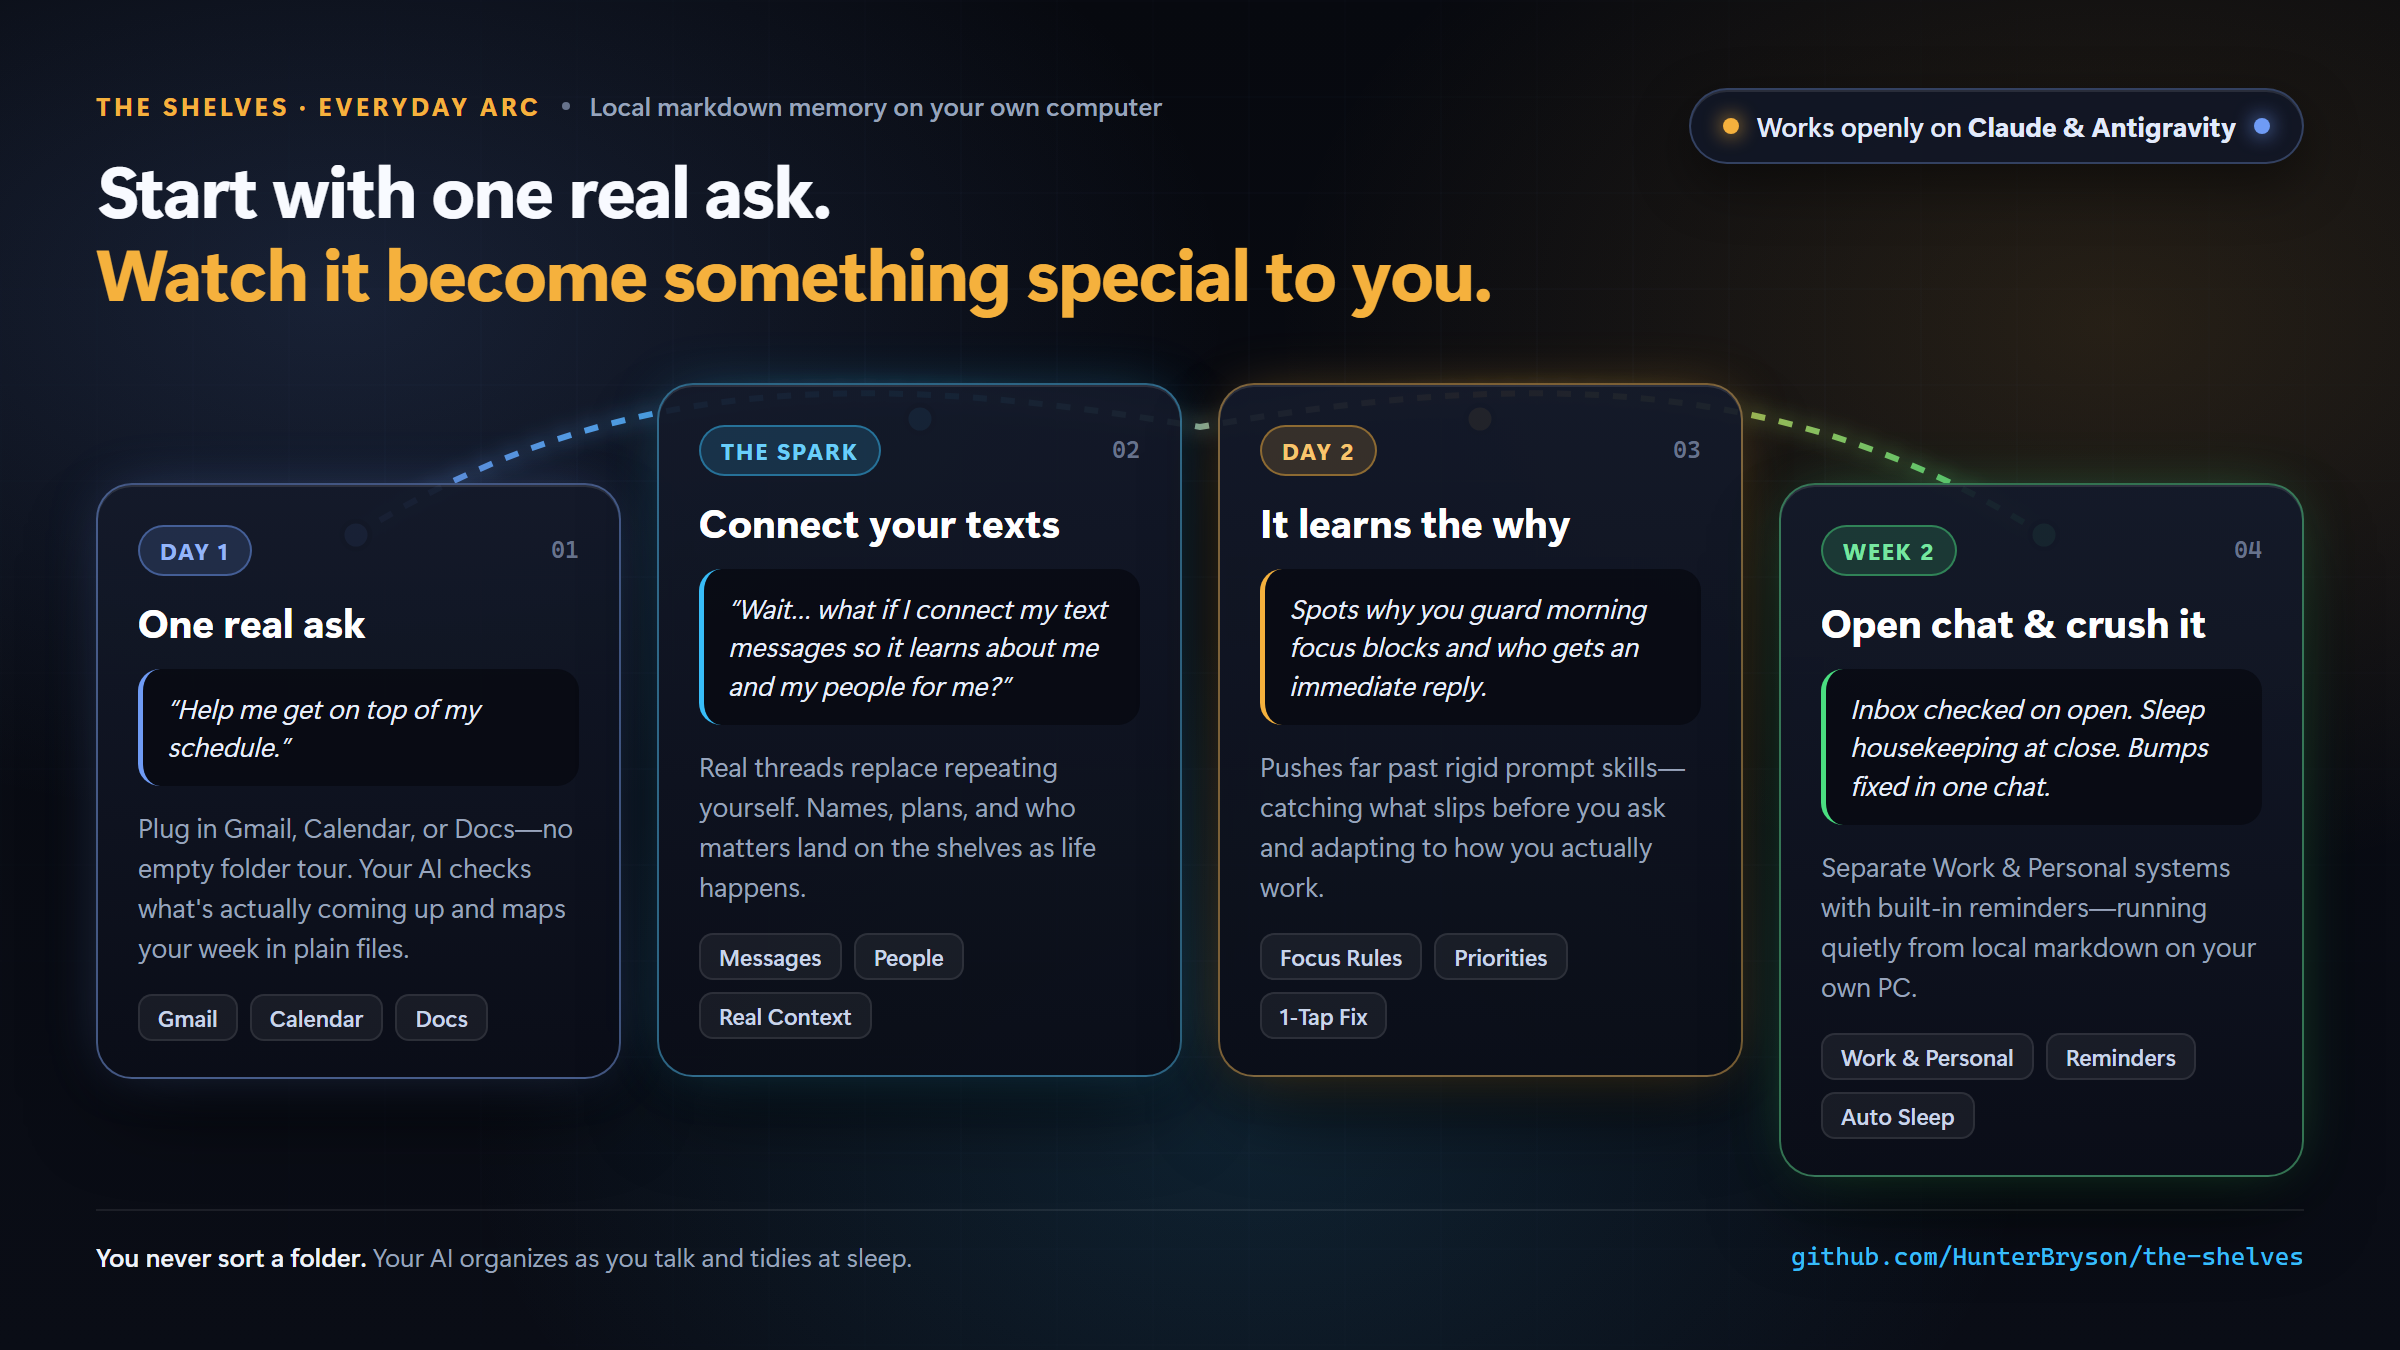 THE SHELVES · EVERYDAY ARC • Local markdown memory on your own computer
Works openly on Claude & Antigravity
Start with one real ask.
Watch it become something special to you.
DAY 1
01
One real ask
“Help me get on top of my
schedule.”
Plug in Gmail, Calendar, or Docs—no
empty folder tour. Your AI checks
what's actually coming up and maps
your week in plain files.
Gmail
Calendar
Docs
THE SPARK
02
Connect your texts
“Wait... what if I connect my text
messages so it learns about me
and my people for me?”
Real threads replace repeating
yourself. Names, plans, and who
matters land on the shelves as life
happens.
Messages
People
Real Context
DAY 2
03
It learns the why
Spots why you guard morning
focus blocks and who gets an
immediate reply.
Pushes far past rigid prompt skills—
catching what slips before you ask
and adapting to how you actually
work.
Focus Rules
Priorities
1-Tap Fix
WEEK 2
04
Open chat & crush it
Inbox checked on open. Sleep
housekeeping at close. Bumps
fixed in one chat.
Separate Work & Personal systems
with built-in reminders—running
quietly from local markdown on your
own PC.
Work & Personal
Reminders
Auto Sleep
You never sort a folder. Your AI organizes as you talk and tidies at sleep.
github.com/HunterBryson/the-shelves